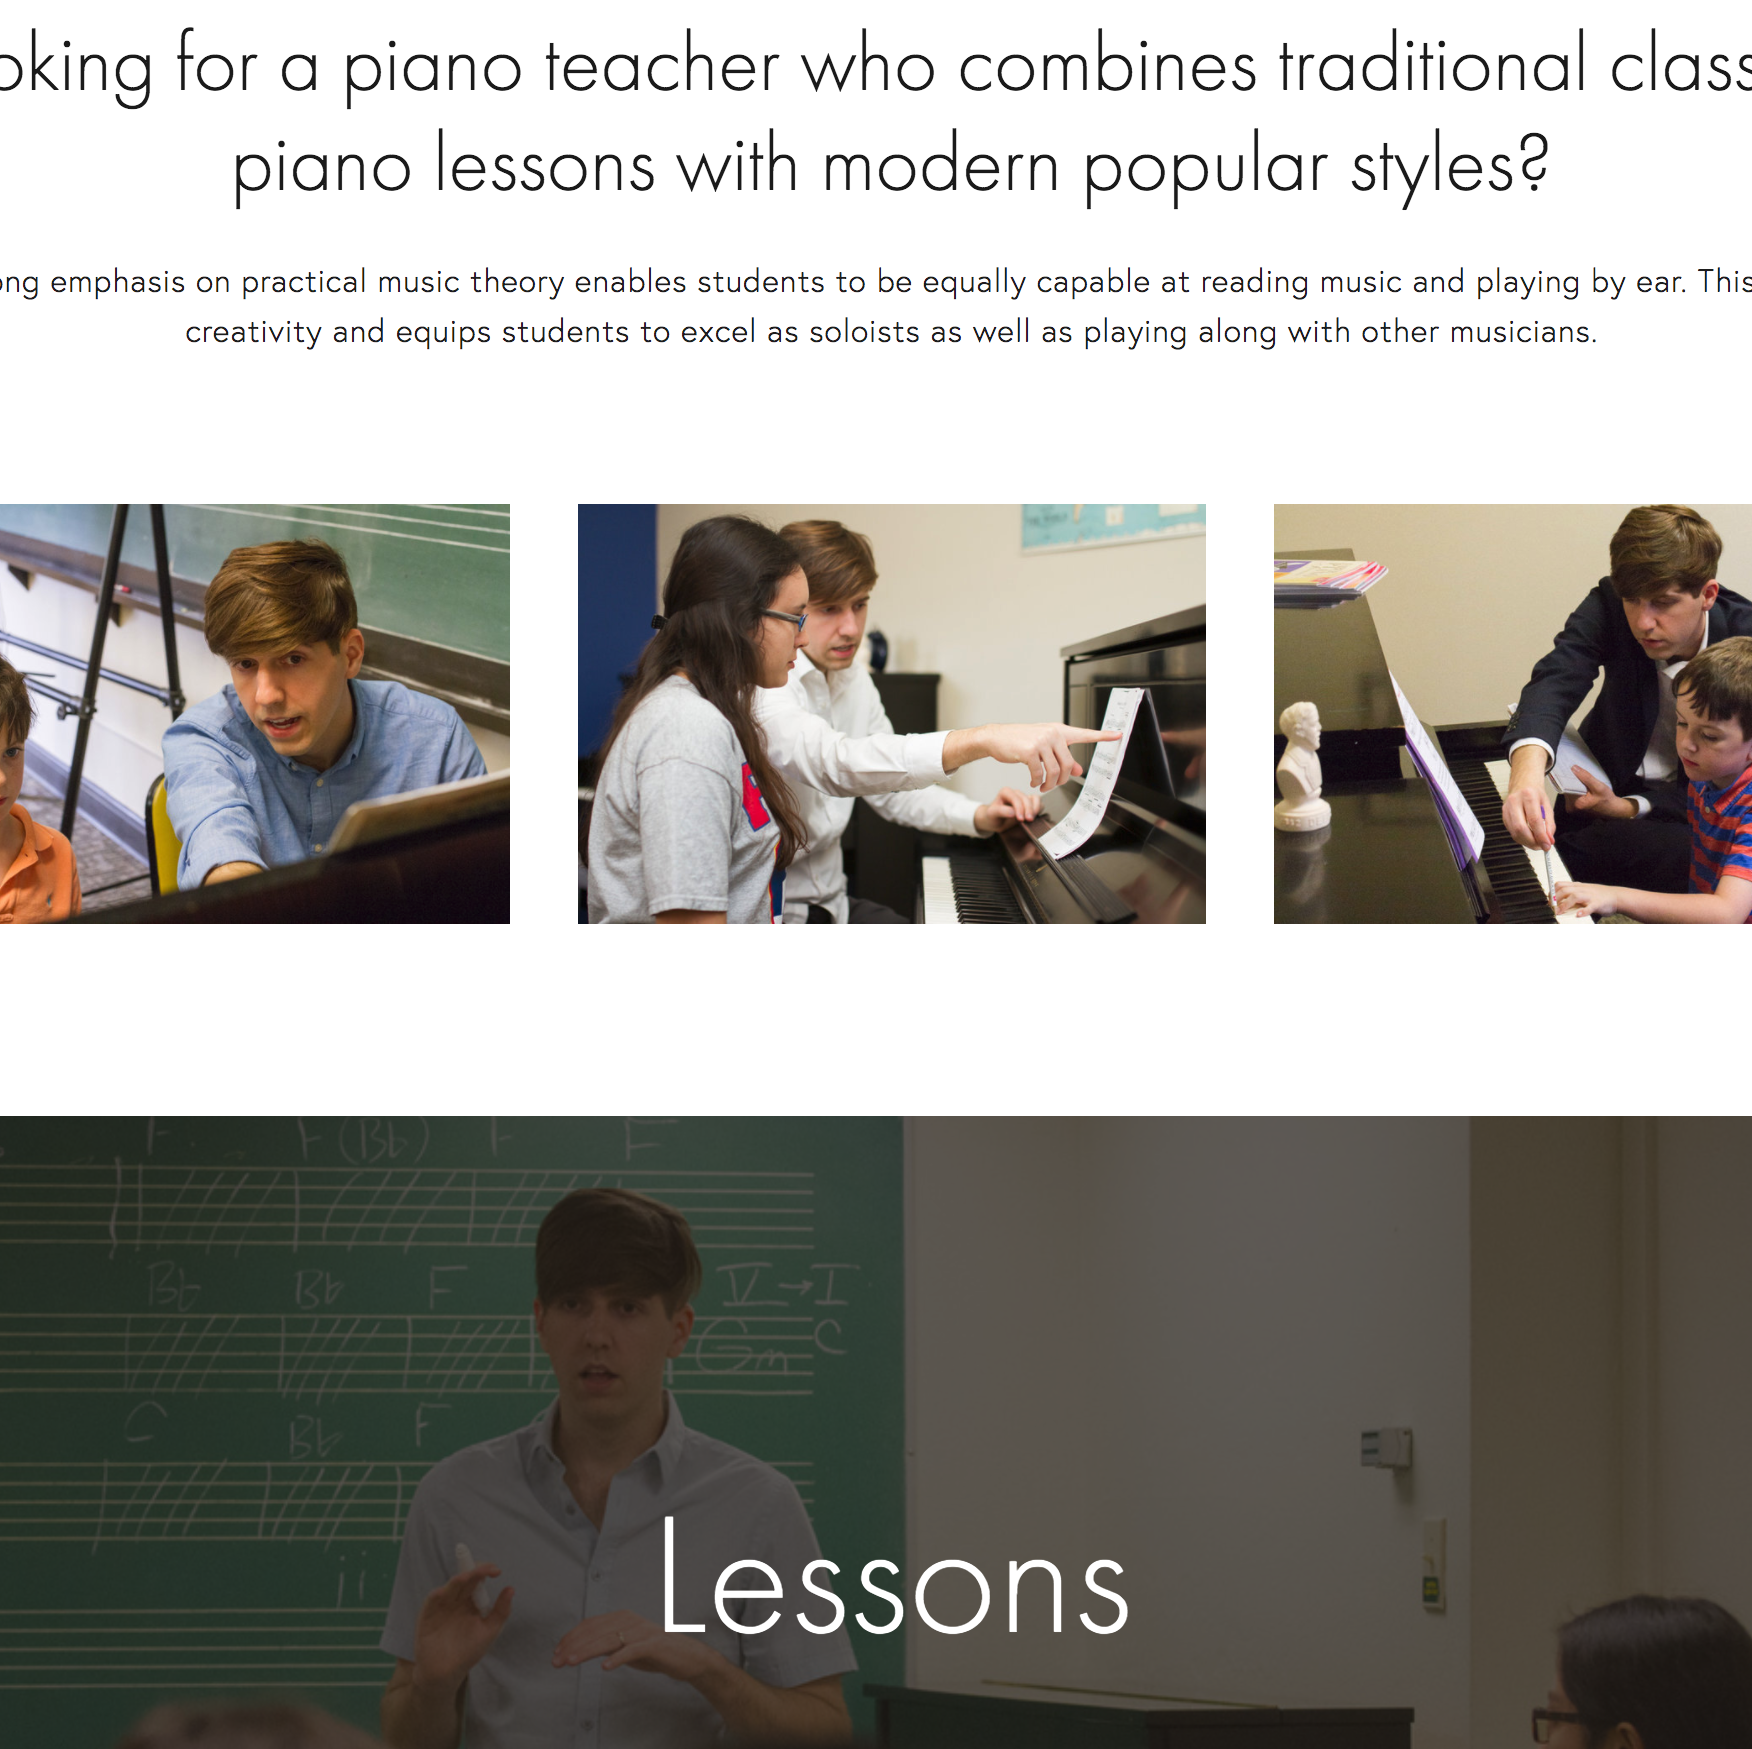 oking for a piano teacher who combines traditional class
piano lessons with modern popular styles?
ong emphasis on practical music theory enables students to be equally capable at reading music and playing by ear. This
creativity and equips students to excel as soloists as well as playing along with other musicians.
F F (Bb) F F
Bb Bb F V→I
Gm C
C Bb F
ii
Lessons